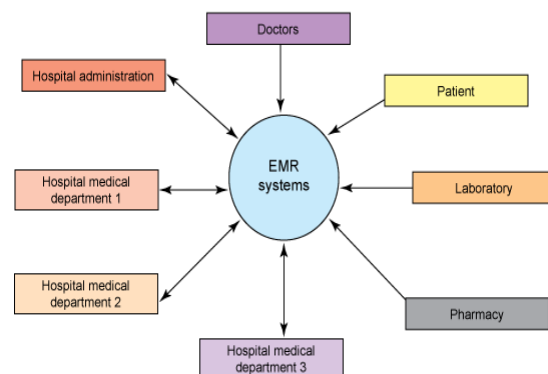 Doctors
Hospital administration
Patient
EMR
systems
Hospital medical
department 1
Laboratory
Hospital medical
department 2
Pharmacy
Hospital medical
department 3